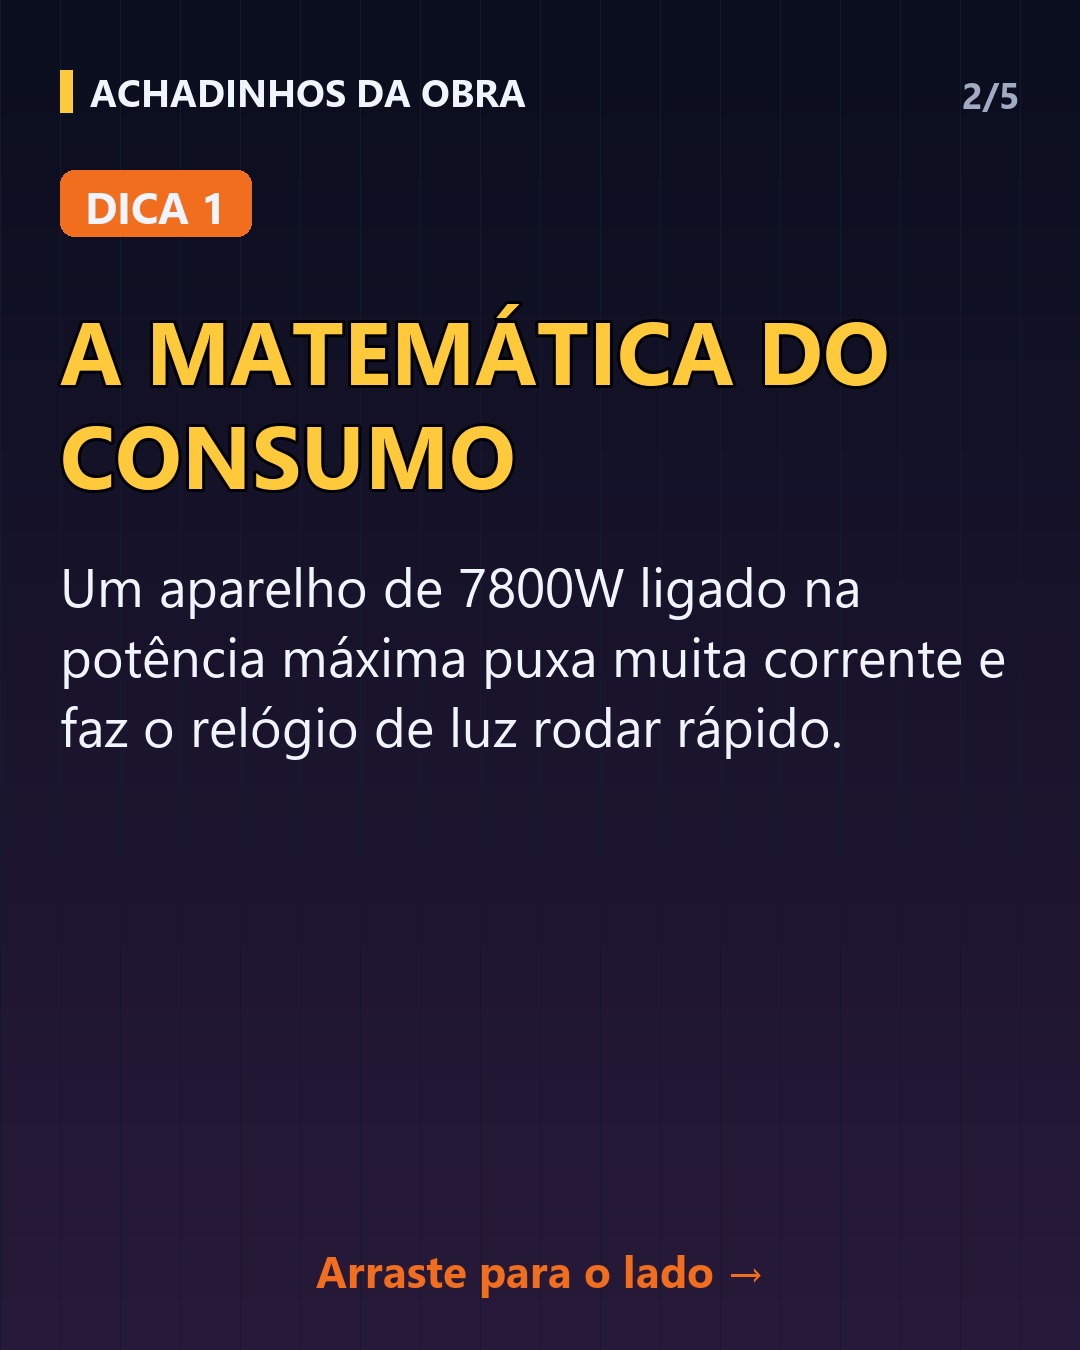 ACHADINHOS DA OBRA
2/5
DICA 1
A MATEMÁTICA DO
CONSUMO
Um aparelho de 7800W ligado na
potência máxima puxa muita corrente e
faz o relógio de luz rodar rápido.
Arraste para o lado →